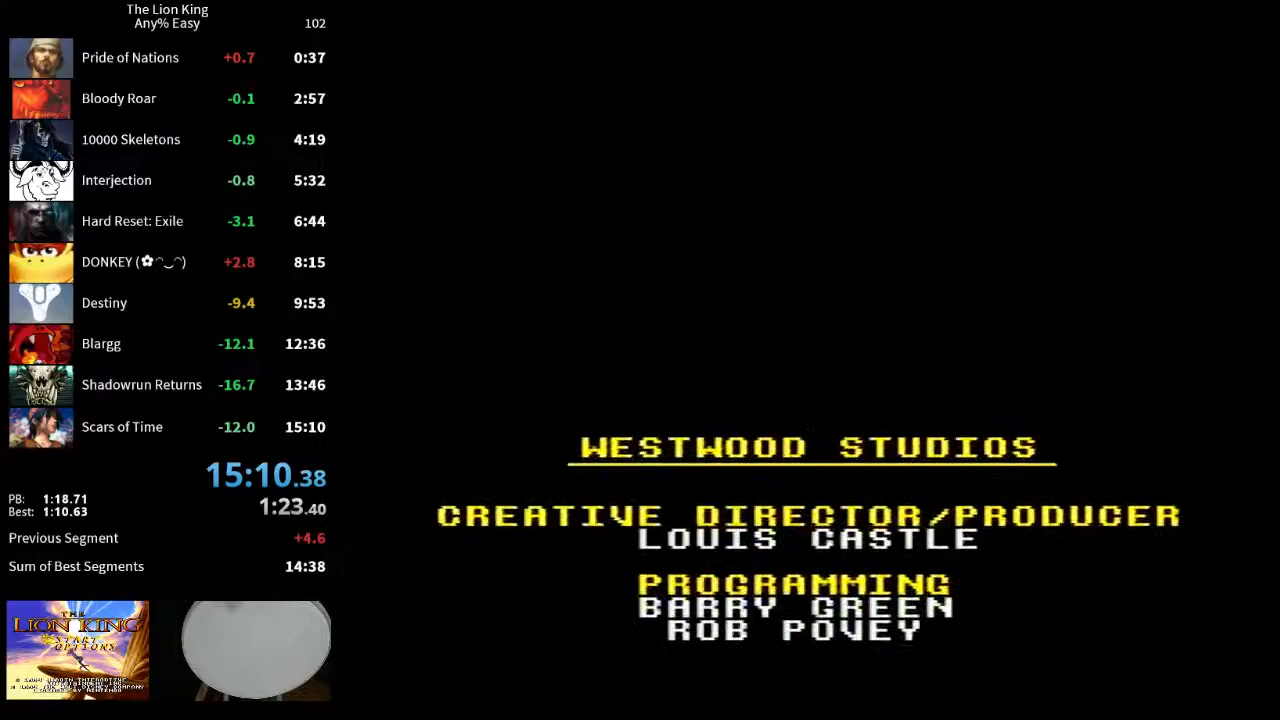 The Lion King
Any% Easy 102
Pride of Nations +0.7 0:37
Bloody Roar -0.1 2:57
10000 Skeletons -0.9 4:19
Interjection -0.8 5:32
Hard Reset: Exile -3.1 6:44
DONKEY (✿◠‿◠) +2.8 8:15
Destiny -9.4 9:53
Blargg -12.1 12:36
Shadowrun Returns -16.7 13:46
Scars of Time -12.0 15:10
15:10.38
PB: 1:18.71
Best: 1:10.63
1:23.40
Previous Segment +4.6
Sum of Best Segments 14:38
THE
LION KING
START
OPTIONS
WESTWOOD STUDIOS
CREATIVE DIRECTOR/PRODUCER
LOUIS CASTLE
PROGRAMMING
BARRY GREEN
ROB POVEY